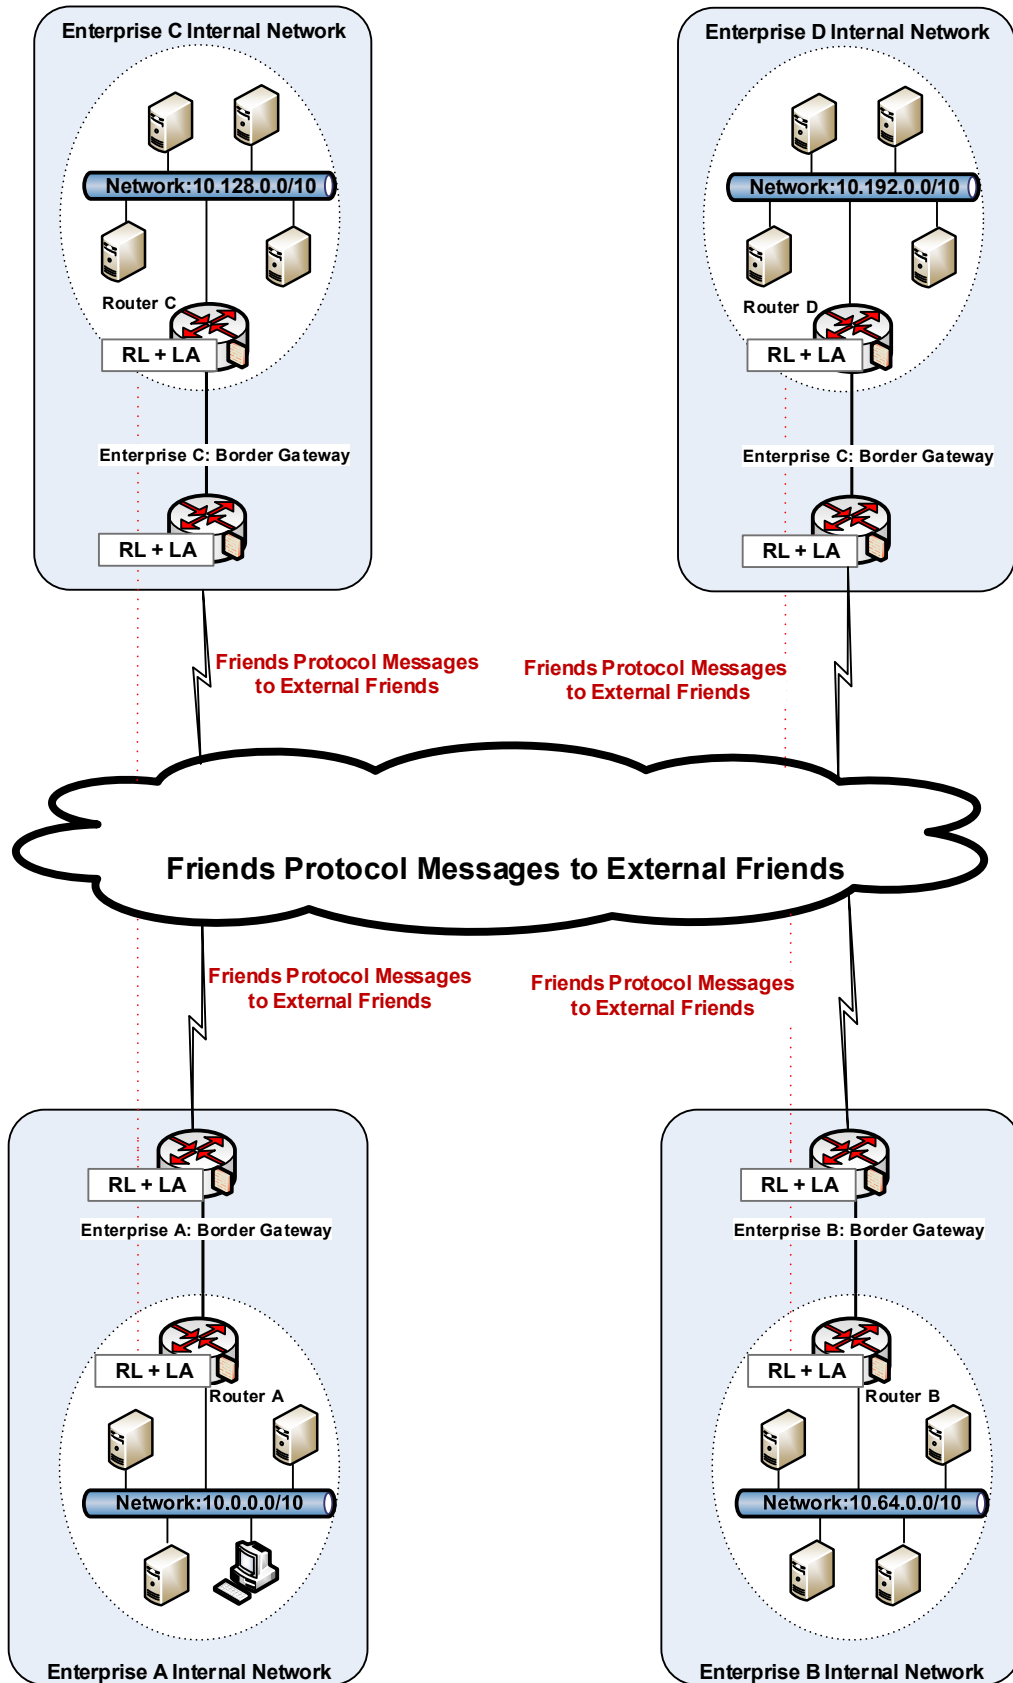 Enterprise C Internal Network
Network:10.128.0.0/10
Router C
RL + LA
Enterprise C: Border Gateway
RL + LA
Enterprise D Internal Network
Network:10.192.0.0/10
Router D
RL + LA
Enterprise C: Border Gateway
RL + LA
Friends Protocol Messages
to External Friends
Friends Protocol Messages
to External Friends
Friends Protocol Messages to External Friends
Friends Protocol Messages
to External Friends
Friends Protocol Messages
to External Friends
RL + LA
Enterprise A: Border Gateway
RL + LA
Router A
Network:10.0.0.0/10
Enterprise A Internal Network
RL + LA
Enterprise B: Border Gateway
RL + LA
Router B
Network:10.64.0.0/10
Enterprise B Internal Network